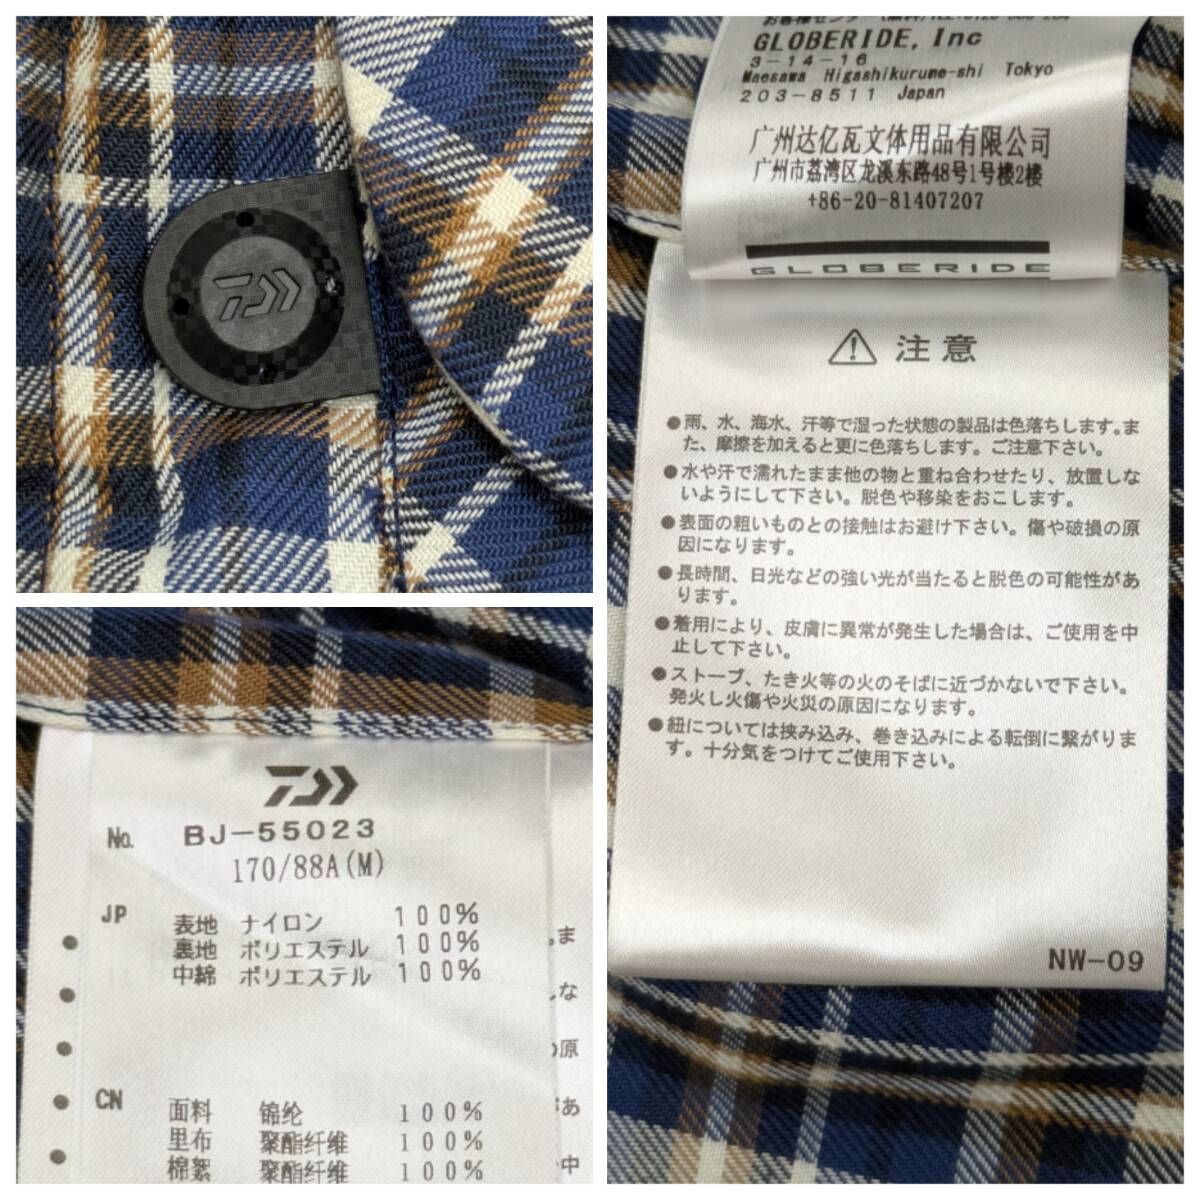 GLOBERIDE, Inc
3-14-16
Maesawa Higashikurume-shi Tokyo
203-8511 Japan
广州达亿瓦文体用品有限公司
广州市荔湾区龙溪东路48号1号楼2楼
+86-20-81407207
GLOBERIDE
注意
●雨、水、海水、汗等で湿った状態の製品は色落ちします。ま
た、摩擦を加えると更に色落ちします。ご注意下さい。
●水や汗で濡れたまま他の物と重ね合わせたり、放置しな
いようにして下さい。脱色や移染をおこします。
●表面の粗いものとの接触はお避け下さい。傷や破損の原
因になります。
●長時間、日光などの強い光が当たると脱色の可能性があ
ります。
●着用により、皮膚に異常が発生した場合は、ご使用を中
止して下さい。
●ストーブ、たき火等の火のそばに近づかないで下さい。
発火し火傷や火災の原因になります。
●紐については挟み込み、巻き込みによる転倒に繋がりま
す。十分気をつけてご使用下さい。
NW-09
No. BJ-55023
170/88A(M)
JP
表地 ナイロン 100%
裏地 ポリエステル 100%
中綿 ポリエステル 100%
CN
面料 锦纶 100%
里布 聚酯纤维 100%
棉絮 聚酯纤维 100%